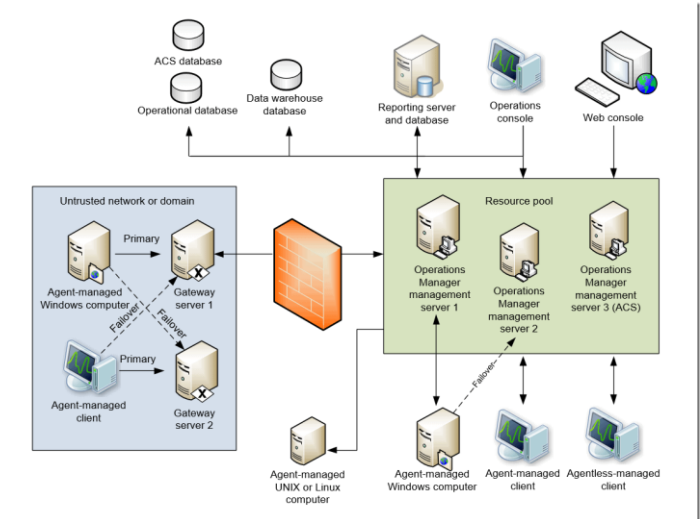 ACS database
Operational database
Data warehouse
database
Reporting server
and database
Operations
console
Web console
Untrusted network or domain
Primary
Agent-managed
Windows computer
Gateway
server 1
Failover
Failover
Primary
Agent-managed
client
Gateway
server 2
Resource pool
Operations
Manager
management
server 1
Operations
Manager
management
server 2
Operations
Manager
management
server 3 (ACS)
Failover
Agent-managed
UNIX or Linux
computer
Agent-managed
Windows computer
Agent-managed
client
Agentless-managed
client